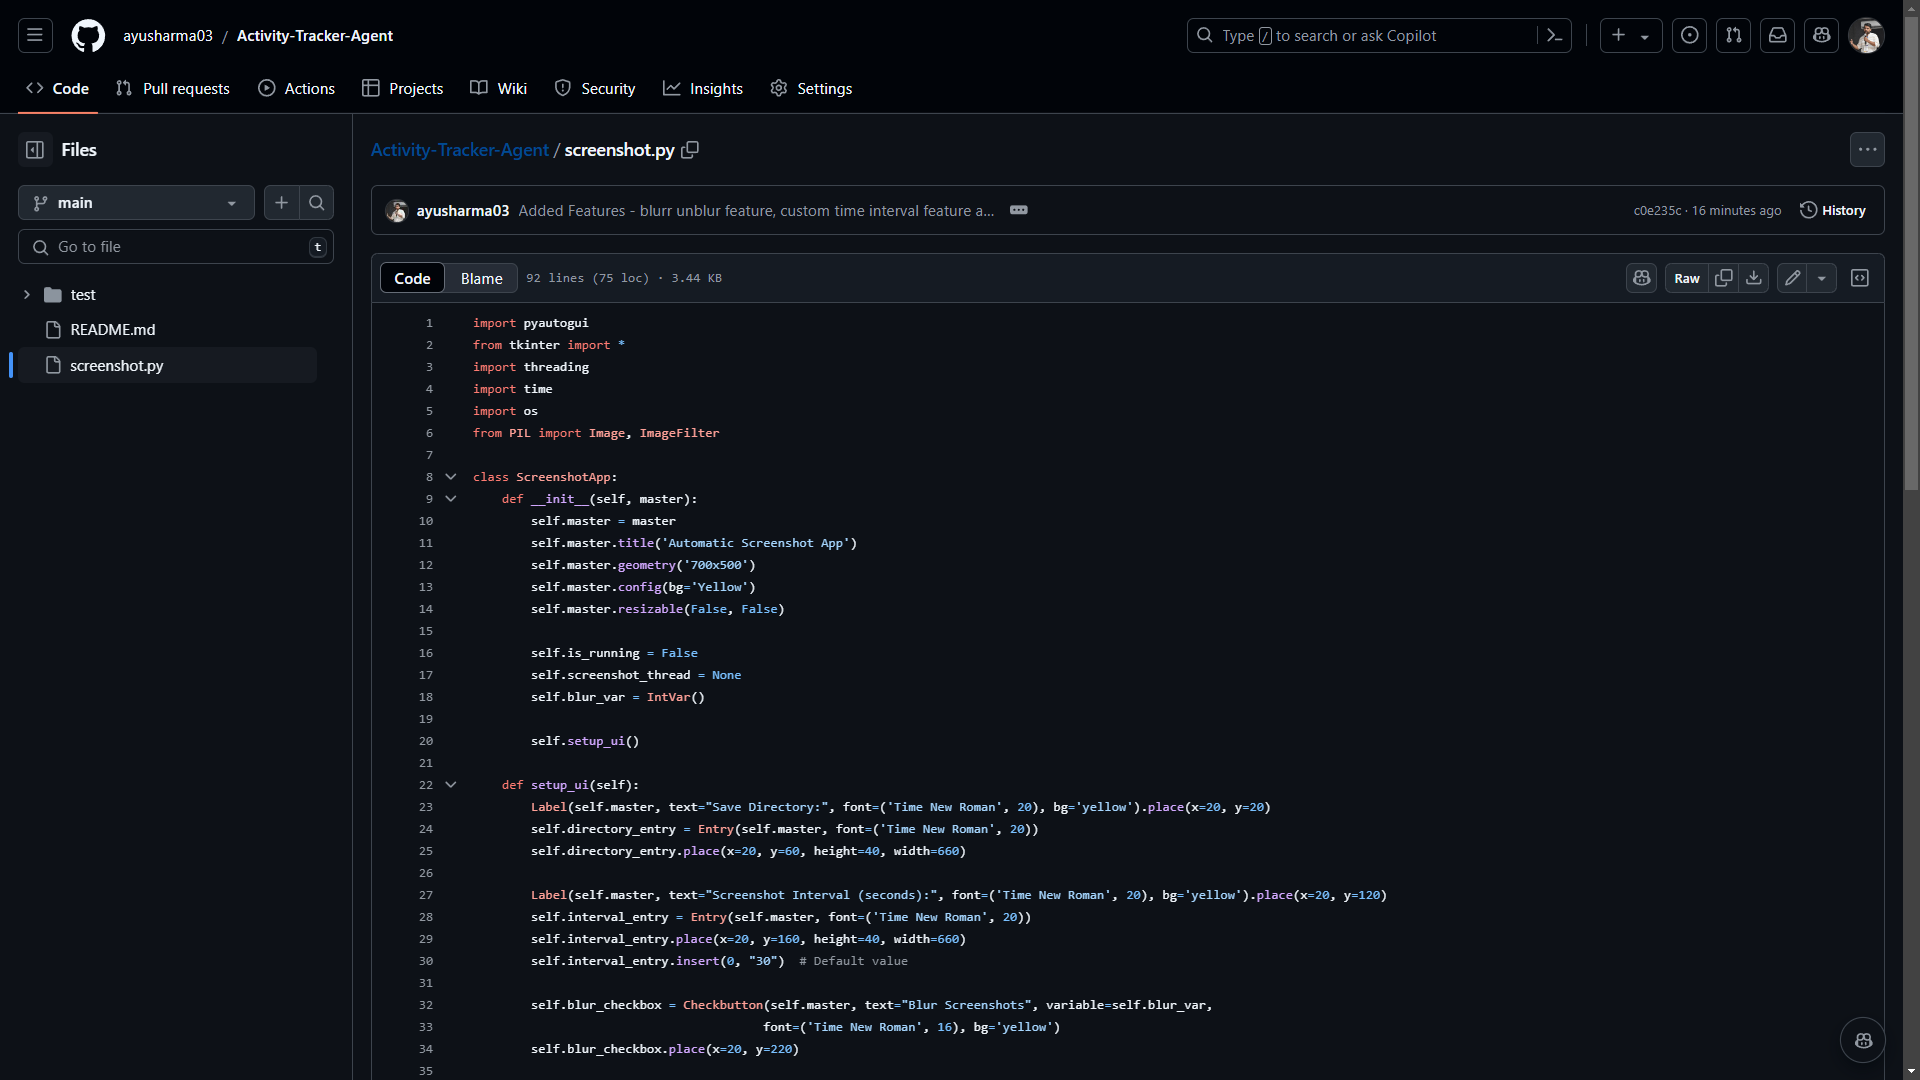 ayusharma03 / Activity-Tracker-Agent
Type / to search or ask Copilot
Code Pull requests Actions Projects Wiki Security Insights Settings
Files
main
Go to file t
test
README.md
screenshot.py
Activity-Tracker-Agent / screenshot.py
ayusharma03 Added Features - blurr unblur feature, custom time interval feature a... c0e235c · 16 minutes ago History
Code Blame 92 lines (75 loc) · 3.44 KB Raw
1 import pyautogui
2 from tkinter import *
3 import threading
4 import time
5 import os
6 from PIL import Image, ImageFilter
7
8 class ScreenshotApp:
9 def __init__(self, master):
10 self.master = master
11 self.master.title('Automatic Screenshot App')
12 self.master.geometry('700x500')
13 self.master.config(bg='Yellow')
14 self.master.resizable(False, False)
15
16 self.is_running = False
17 self.screenshot_thread = None
18 self.blur_var = IntVar()
19
20 self.setup_ui()
21
22 def setup_ui(self):
23 Label(self.master, text="Save Directory:", font=('Time New Roman', 20), bg='yellow').place(x=20, y=20)
24 self.directory_entry = Entry(self.master, font=('Time New Roman', 20))
25 self.directory_entry.place(x=20, y=60, height=40, width=660)
26
27 Label(self.master, text="Screenshot Interval (seconds):", font=('Time New Roman', 20), bg='yellow').place(x=20, y=120)
28 self.interval_entry = Entry(self.master, font=('Time New Roman', 20))
29 self.interval_entry.place(x=20, y=160, height=40, width=660)
30 self.interval_entry.insert(0, "30")  # Default value
31
32 self.blur_checkbox = Checkbutton(self.master, text="Blur Screenshots", variable=self.blur_var,
33 font=('Time New Roman', 16), bg='yellow')
34 self.blur_checkbox.place(x=20, y=220)
35